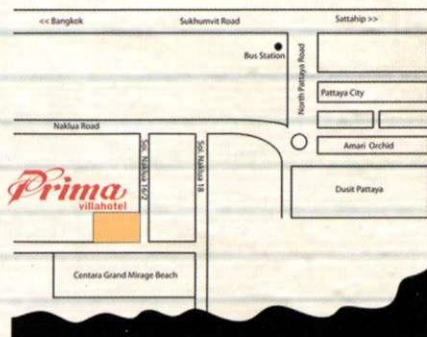 << Bangkok
Sukhumvit Road
Sattahip >>
Bus Station
North Pattaya Road
Pattaya City
Naklua Road
Amari Orchid
Soi. Naklua 16/2
Soi. Naklua 18
Prima
villahotel
Dusit Pattaya
Centara Grand Mirage Beach